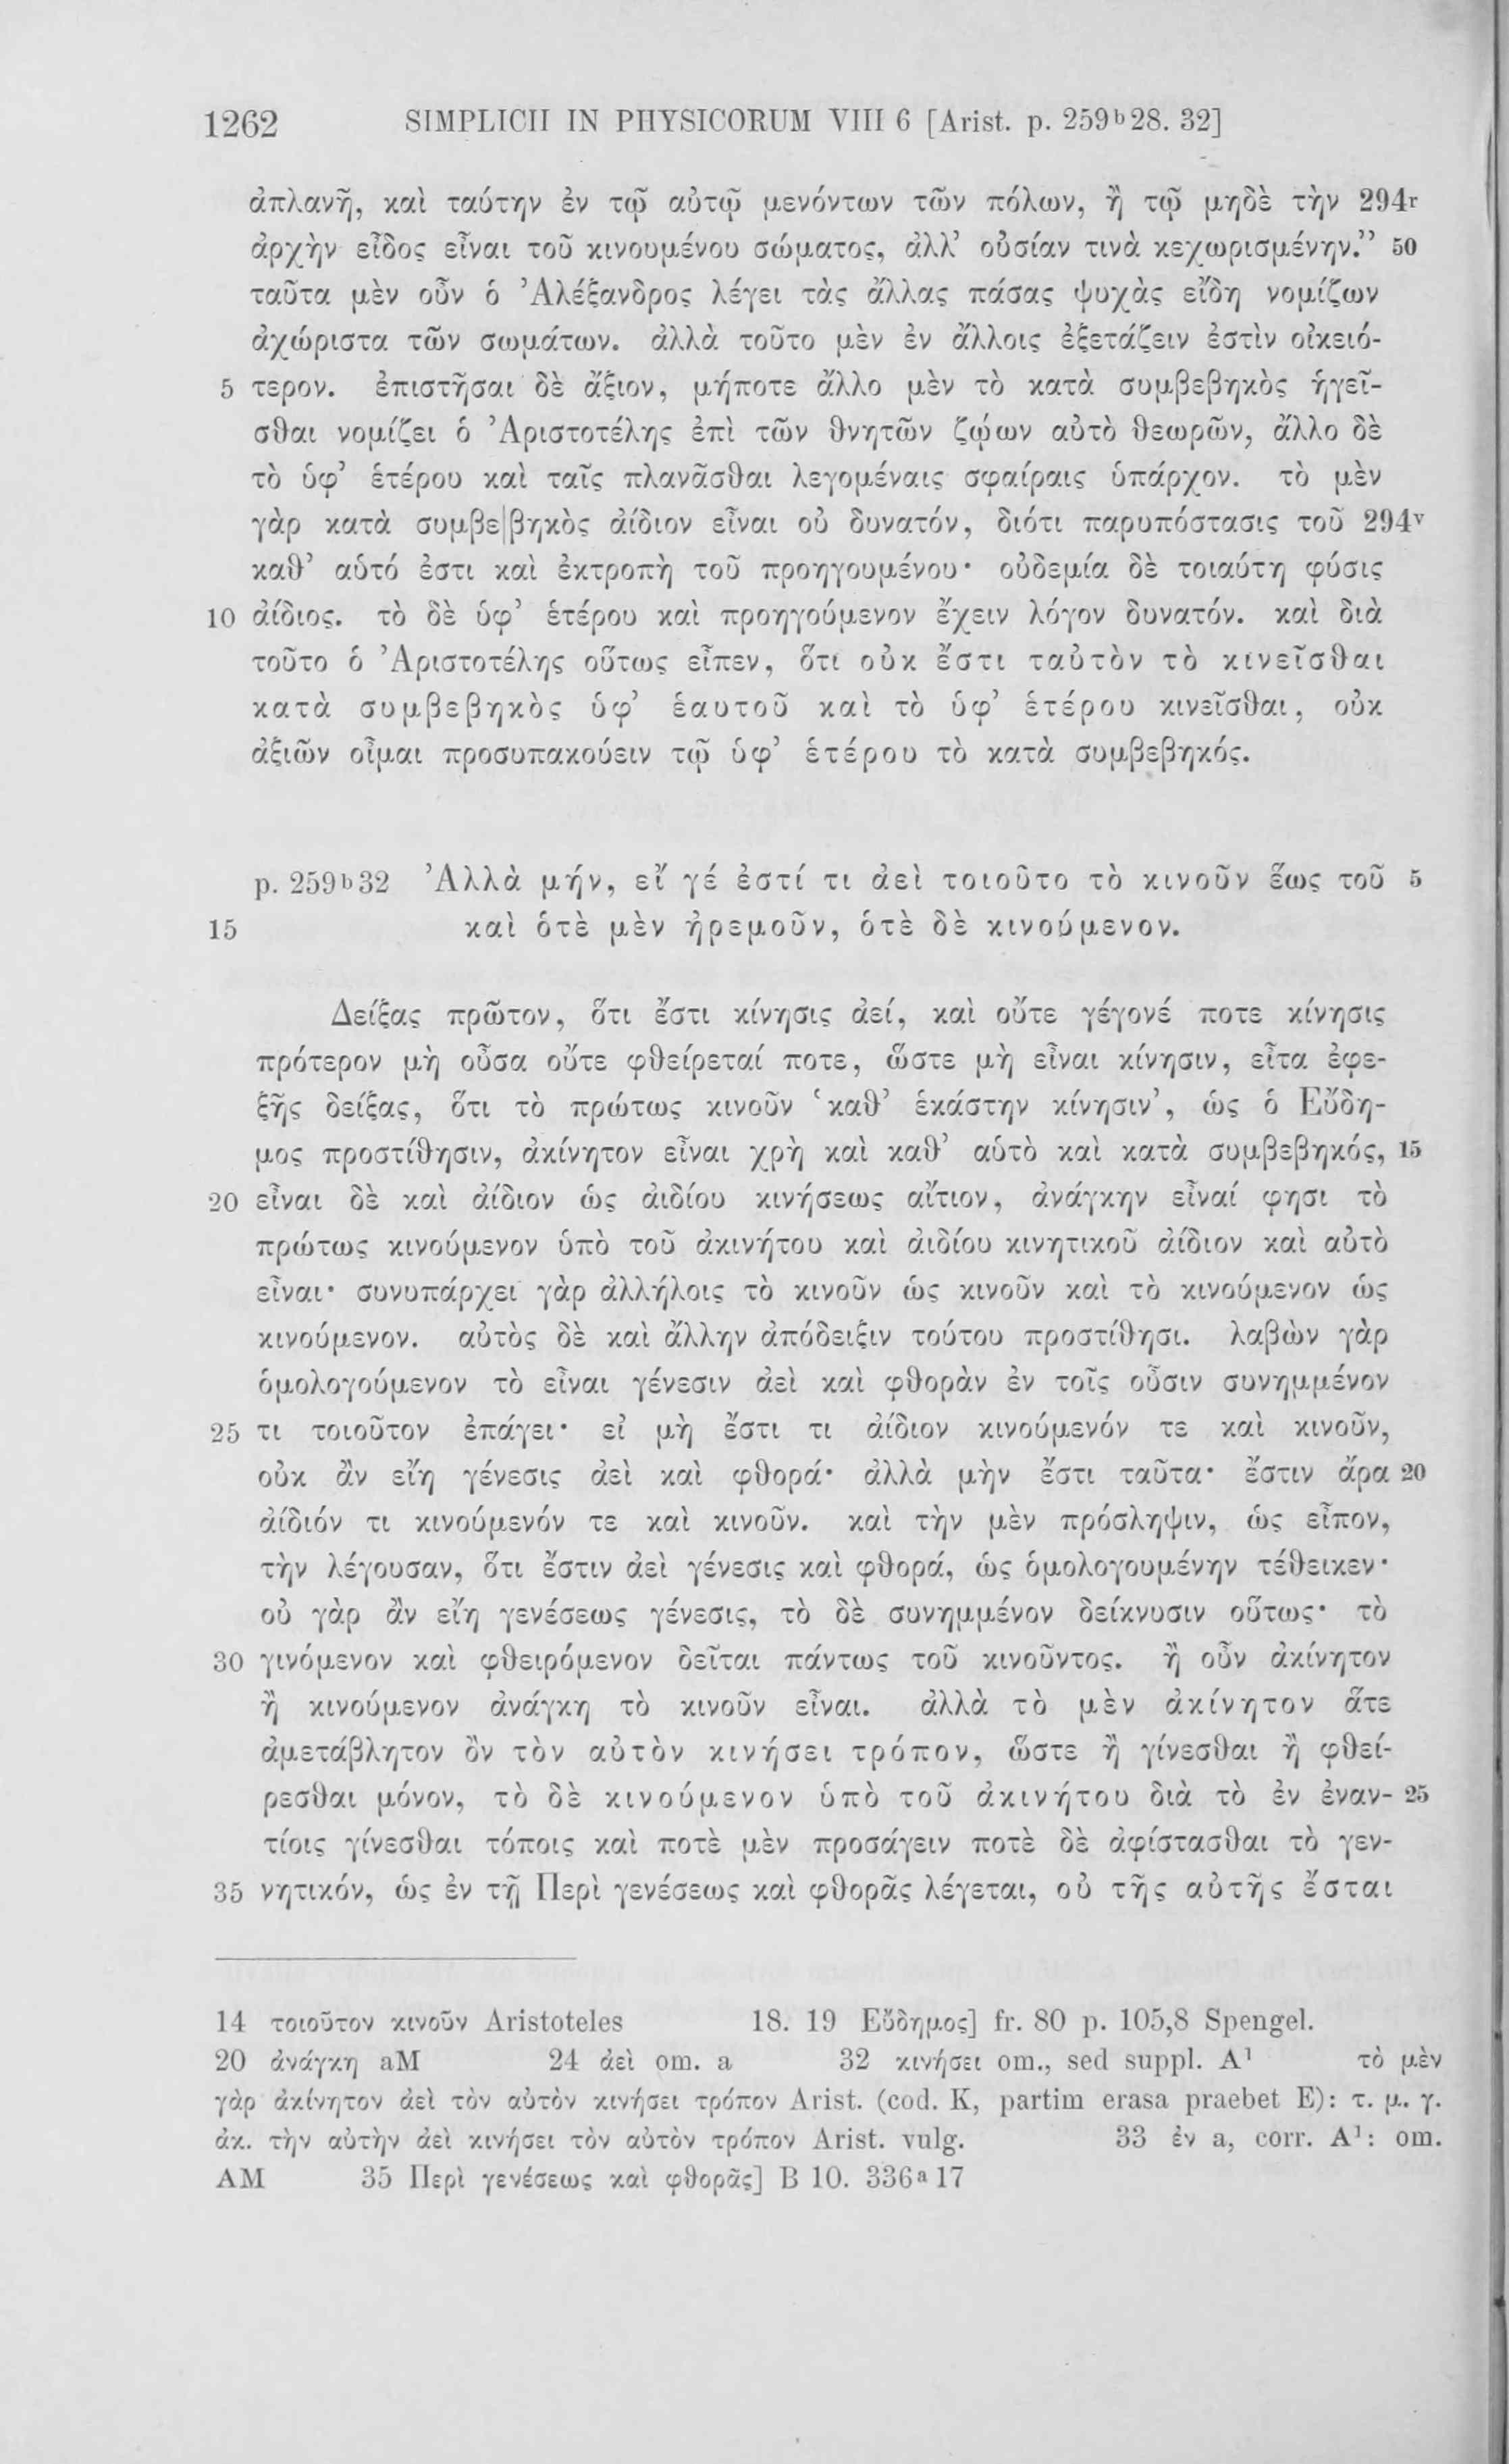 1262 SIMPLICII IN PHYSICORUM VIII 6 [Arist. p. 259ᵇ28. 32]
ἀπλανῆ, καὶ ταύτην ἐν τῷ αὐτῷ μενόντων τῶν πόλων, ἢ τῷ μηδὲ τὴν 294ʳ
ἀρχὴν εἶδος εἶναι τοῦ κινουμένου σώματος, ἀλλ’ οὐσίαν τινὰ κεχωρισμένην.” 50
ταῦτα μὲν οὖν ὁ Ἀλέξανδρος λέγει τὰς ἄλλας πάσας ψυχὰς εἴδη νομίζων
ἀχώριστα τῶν σωμάτων. ἀλλὰ τοῦτο μὲν ἐν ἄλλοις ἐξετάζειν ἐστὶν οἰκειό-
5 τερον. ἐπιστῆσαι δὲ ἄξιον, μήποτε ἄλλο μὲν τὸ κατὰ συμβεβηκὸς ἡγεῖ-
σθαι νομίζει ὁ Ἀριστοτέλης ἐπὶ τῶν θνητῶν ζῴων αὐτὸ θεωρῶν, ἄλλο δὲ
τὸ ὑφ’ ἑτέρου καὶ ταῖς πλανᾶσθαι λεγομέναις σφαίραις ὑπάρχον. τὸ μὲν
γὰρ κατὰ συμβε|βηκὸς ἀίδιον εἶναι οὐ δυνατόν, διότι παρυπόστασις τοῦ 294ᵛ
καθ’ αὑτό ἐστι καὶ ἐκτροπὴ τοῦ προηγουμένου· οὐδεμία δὲ τοιαύτη φύσις
10 ἀίδιος. τὸ δὲ ὑφ’ ἑτέρου καὶ προηγούμενον ἔχειν λόγον δυνατόν. καὶ διὰ
τοῦτο ὁ Ἀριστοτέλης οὕτως εἶπεν, ὅτι οὐκ ἔστι ταὐτὸν τὸ κινεῖσθαι
κατὰ συμβεβηκὸς ὑφ’ ἑαυτοῦ καὶ τὸ ὑφ’ ἑτέρου κινεῖσθαι, οὐκ
ἀξιῶν οἶμαι προσυπακούειν τῷ ὑφ’ ἑτέρου τὸ κατὰ συμβεβηκός.
p. 259ᵇ32 Ἀλλὰ μήν, εἴ γέ ἐστί τι ἀεὶ τοιοῦτο τὸ κινοῦν ἕως τοῦ 5
15 καὶ ὁτὲ μὲν ἠρεμοῦν, ὁτὲ δὲ κινούμενον.
Δείξας πρῶτον, ὅτι ἔστι κίνησις ἀεί, καὶ οὔτε γέγονέ ποτε κίνησις
πρότερον μὴ οὖσα οὔτε φθείρεταί ποτε, ὥστε μὴ εἶναι κίνησιν, εἶτα ἐφε-
ξῆς δείξας, ὅτι τὸ πρώτως κινοῦν ‘καθ’ ἑκάστην κίνησιν’, ὡς ὁ Εὔδη-
μος προστίθησιν, ἀκίνητον εἶναι χρὴ καὶ καθ’ αὑτὸ καὶ κατὰ συμβεβηκός, 15
20 εἶναι δὲ καὶ ἀίδιον ὡς ἀιδίου κινήσεως αἴτιον, ἀνάγκην εἶναί φησι τὸ
πρώτως κινούμενον ὑπὸ τοῦ ἀκινήτου καὶ ἀιδίου κινητικοῦ ἀίδιον καὶ αὐτὸ
εἶναι· συνυπάρχει γὰρ ἀλλήλοις τὸ κινοῦν ὡς κινοῦν καὶ τὸ κινούμενον ὡς
κινούμενον. αὐτὸς δὲ καὶ ἄλλην ἀπόδειξιν τούτου προστίθησι. λαβὼν γὰρ
ὁμολογούμενον τὸ εἶναι γένεσιν ἀεὶ καὶ φθορὰν ἐν τοῖς οὖσιν συνημμένον
25 τι τοιοῦτον ἐπάγει· εἰ μὴ ἔστι τι ἀίδιον κινούμενόν τε καὶ κινοῦν,
οὐκ ἂν εἴη γένεσις ἀεὶ καὶ φθορά· ἀλλὰ μὴν ἔστι ταῦτα· ἔστιν ἄρα 20
ἀίδιόν τι κινούμενόν τε καὶ κινοῦν. καὶ τὴν μὲν πρόσληψιν, ὡς εἶπον,
τὴν λέγουσαν, ὅτι ἔστιν ἀεὶ γένεσις καὶ φθορά, ὡς ὁμολογουμένην τέθεικεν·
οὐ γὰρ ἂν εἴη γενέσεως γένεσις, τὸ δὲ συνημμένον δείκνυσιν οὕτως· τὸ
30 γινόμενον καὶ φθειρόμενον δεῖται πάντως τοῦ κινοῦντος. ἢ οὖν ἀκίνητον
ἢ κινούμενον ἀνάγκη τὸ κινοῦν εἶναι. ἀλλὰ τὸ μὲν ἀκίνητον ἅτε
ἀμετάβλητον ὂν τὸν αὐτὸν κινήσει τρόπον, ὥστε ἢ γίνεσθαι ἢ φθεί-
ρεσθαι μόνον, τὸ δὲ κινούμενον ὑπὸ τοῦ ἀκινήτου διὰ τὸ ἐν ἐναν- 25
τίοις γίνεσθαι τόποις καὶ ποτὲ μὲν προσάγειν ποτὲ δὲ ἀφίστασθαι τὸ γεν-
35 νητικόν, ὡς ἐν τῇ Περὶ γενέσεως καὶ φθορᾶς λέγεται, οὐ τῆς αὐτῆς ἔσται
14 τοιοῦτον κινοῦν Aristoteles 18. 19 Εὔδημος] fr. 80 p. 105,8 Spengel.
20 ἀνάγκη aM 24 ἀεὶ om. a 32 κινήσει om., sed suppl. A¹ τὸ μὲν
γὰρ ἀκίνητον ἀεὶ τὸν αὐτὸν κινήσει τρόπον Arist. (cod. K, partim erasa praebet E): τ. μ. γ.
ἀκ. τὴν αὐτὴν ἀεὶ κινήσει τὸν αὐτὸν τρόπον Arist. vulg. 33 ἐν a, corr. A¹: om.
AM 35 Περὶ γενέσεως καὶ φθορᾶς] B 10. 336ᵃ17